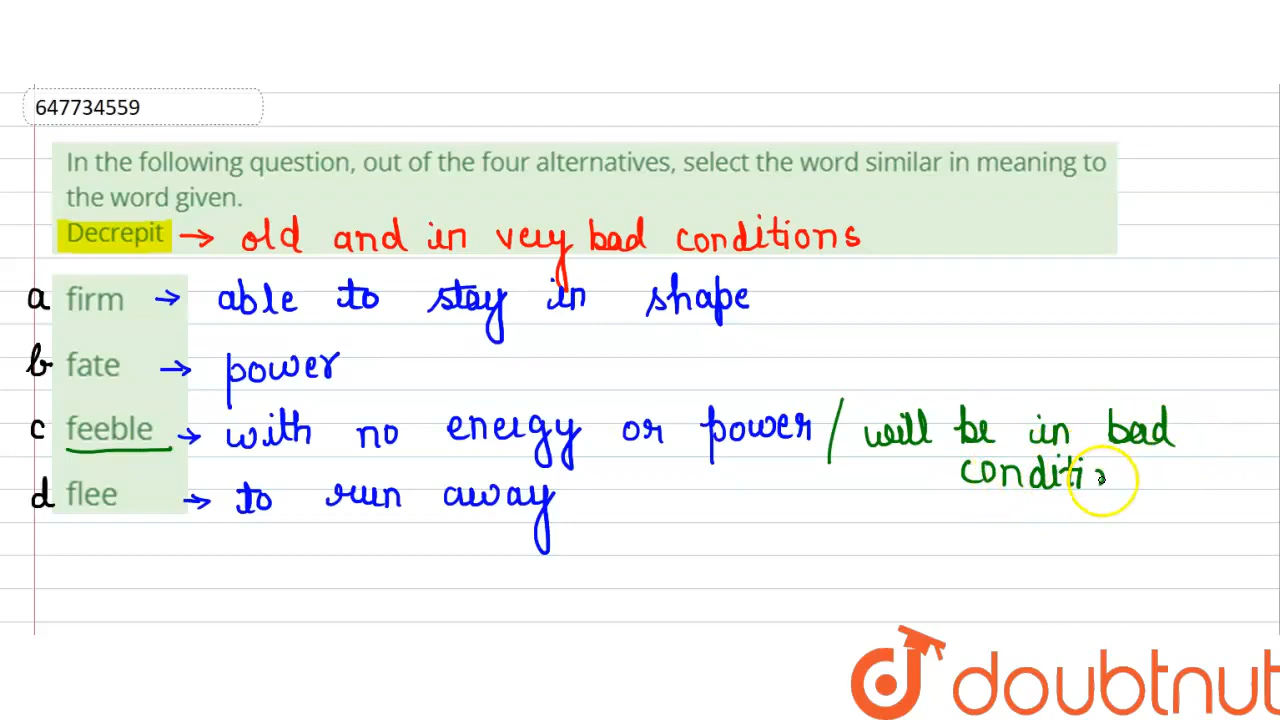 647734559
In the following question, out of the four alternatives, select the word similar in meaning to
the word given.
Decrepit → old and in very bad conditions
a firm → able to stay in shape
b fate → power
c feeble → with no energy or power / will be in bad
conditi
d flee → to run away
doubtnut